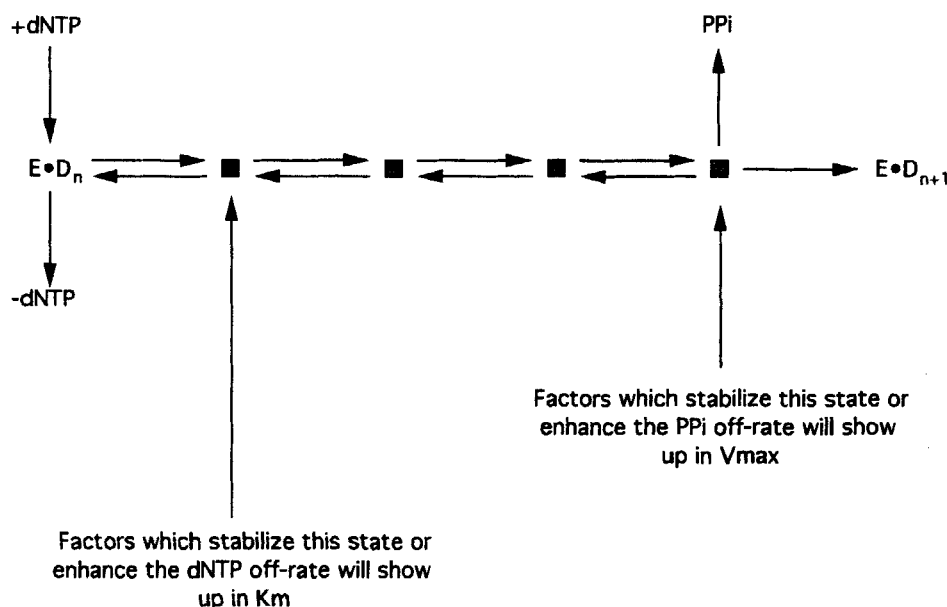 +dNTP
PPi
E•Dn
E•Dn+1
-dNTP
Factors which stabilize this state or
enhance the PPi off-rate will show
up in Vmax
Factors which stabilize this state or
enhance the dNTP off-rate will show
up in Km